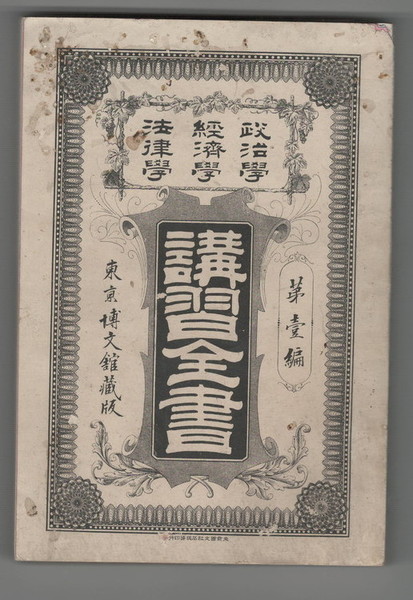 政治學
經濟學
法律學
第壹編
講習全書
東京博文館藏版